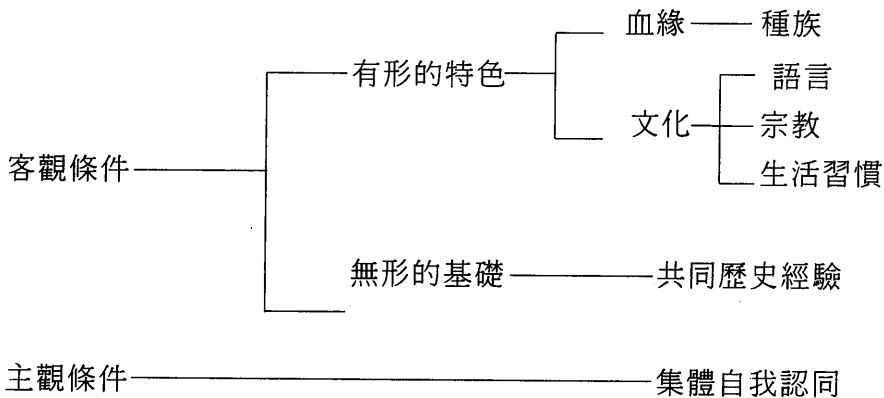 血緣 種族
有形的特色
語言
文化 宗教
客觀條件
生活習慣
無形的基礎 共同歷史經驗
主觀條件 集體自我認同